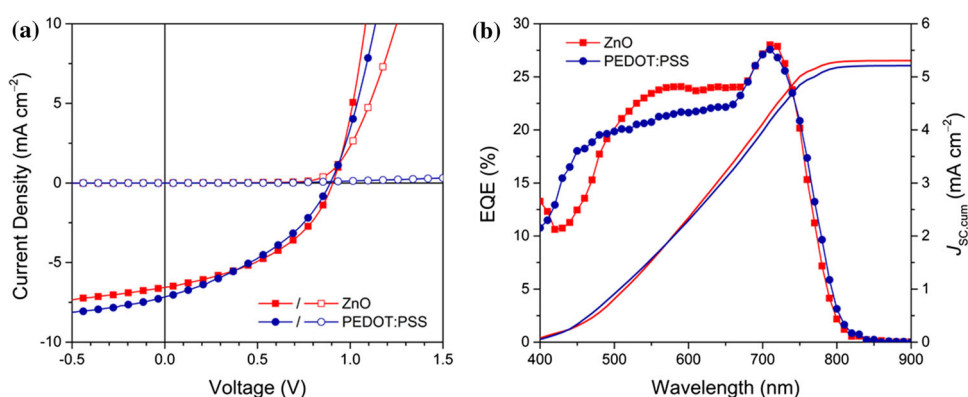 (a)
Current Density (mA cm⁻²)
10
5
0
-5
-10
-0.5 0.0 0.5 1.0 1.5
Voltage (V)
/ ZnO
/ PEDOT:PSS
(b)
EQE (%)
30
25
20
15
10
5
0
400 500 600 700 800 900
Wavelength (nm)
ZnO
PEDOT:PSS
6
5
4
3
2
1
0
J_SC,cum (mA cm⁻²)